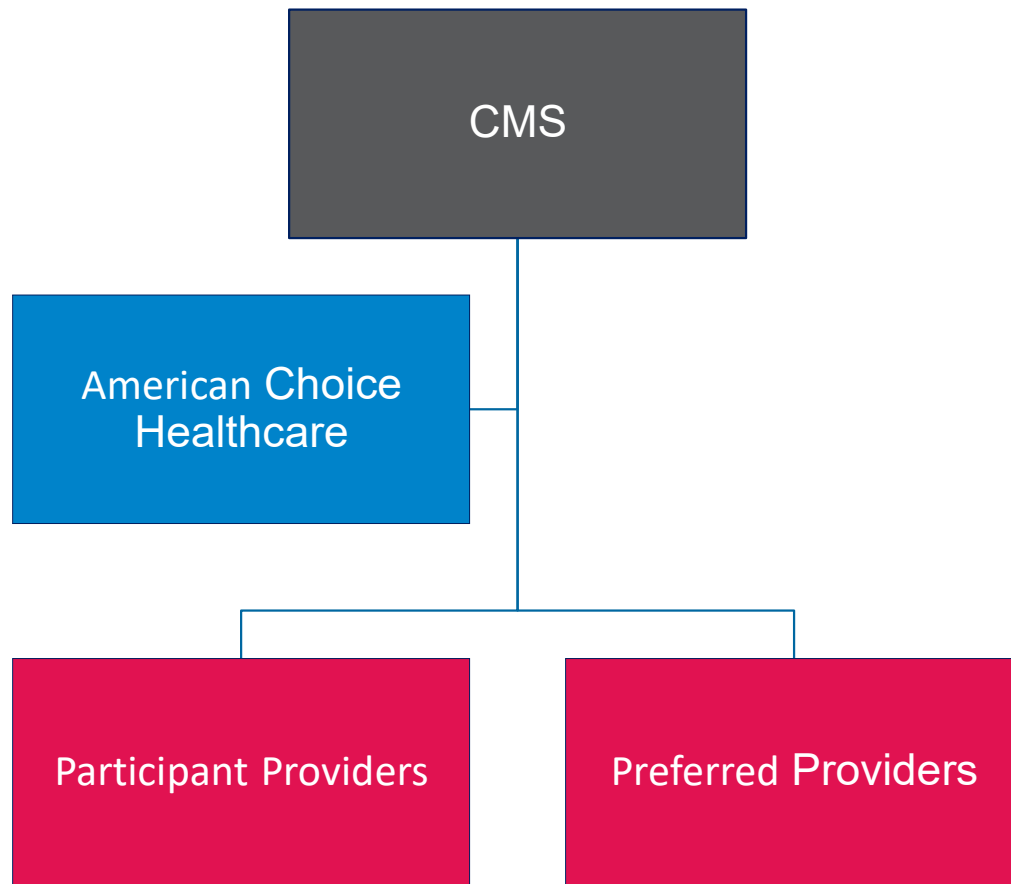 CMS
American Choice
Healthcare
Participant Providers
Preferred Providers